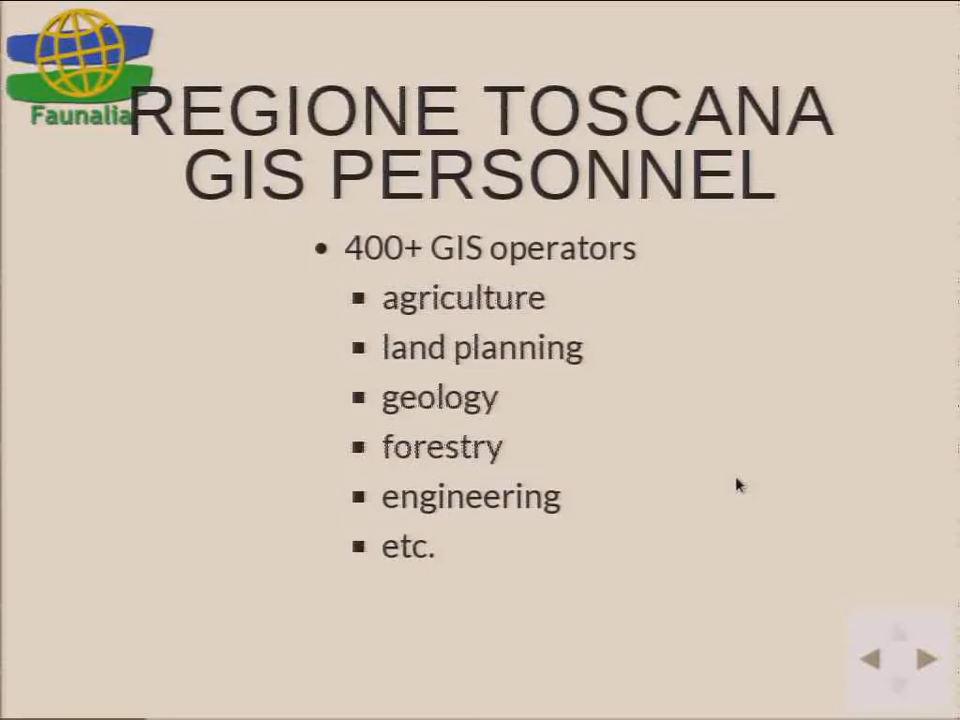 Faunalia
REGIONE TOSCANA
GIS PERSONNEL
• 400+ GIS operators
▪ agriculture
▪ land planning
▪ geology
▪ forestry
▪ engineering
▪ etc.